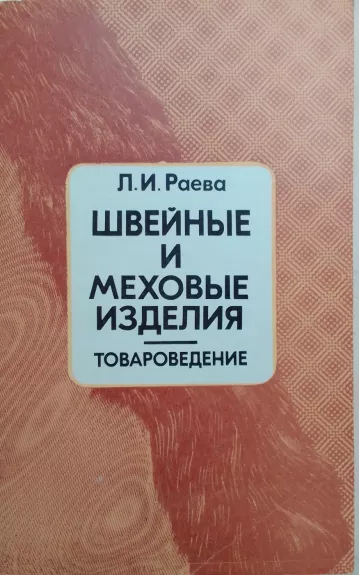 Л.И. Раева
ШВЕЙНЫЕ
И
МЕХОВЫЕ
ИЗДЕЛИЯ
ТОВАРОВЕДЕНИЕ